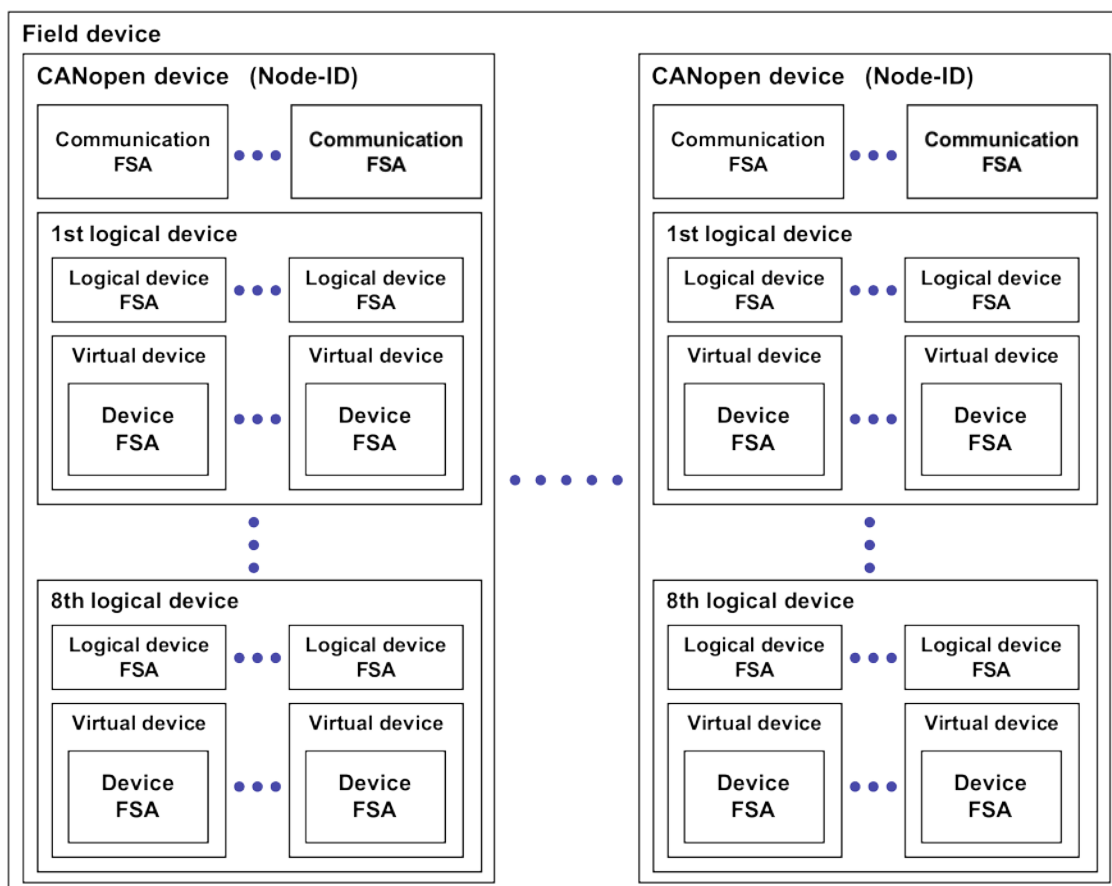 Field device
CANopen device (Node-ID)
Communication
FSA
Communication
FSA
1st logical device
Logical device
FSA
Logical device
FSA
Virtual device
Device
FSA
Virtual device
Device
FSA
8th logical device
Logical device
FSA
Logical device
FSA
Virtual device
Device
FSA
Virtual device
Device
FSA
CANopen device (Node-ID)
Communication
FSA
Communication
FSA
1st logical device
Logical device
FSA
Logical device
FSA
Virtual device
Device
FSA
Virtual device
Device
FSA
8th logical device
Logical device
FSA
Logical device
FSA
Virtual device
Device
FSA
Virtual device
Device
FSA